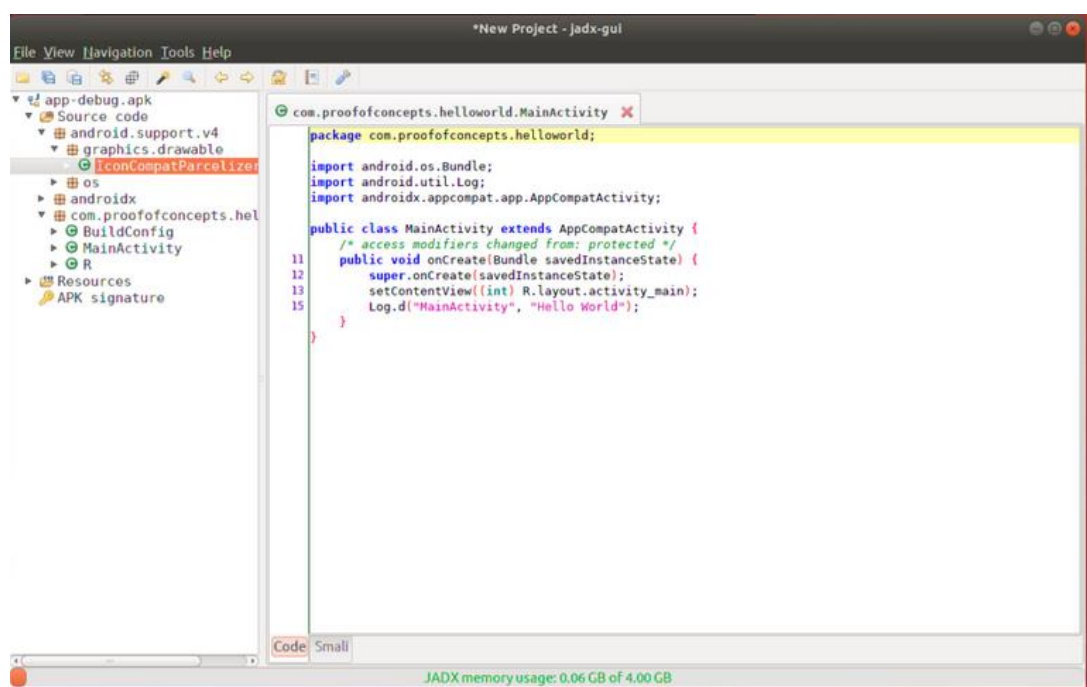 *New Project - jadx-gui
File View Navigation Tools Help
app-debug.apk
Source code
android.support.v4
graphics.drawable
IconCompatParcelizer
os
androidx
com.proofofconcepts.hel
BuildConfig
MainActivity
R
Resources
APK signature
com.proofofconcepts.helloworld.MainActivity
package com.proofofconcepts.helloworld;
import android.os.Bundle;
import android.util.Log;
import androidx.appcompat.app.AppCompatActivity;
public class MainActivity extends AppCompatActivity {
/* access modifiers changed from: protected */
11 public void onCreate(Bundle savedInstanceState) {
12 super.onCreate(savedInstanceState);
13 setContentView((int) R.layout.activity_main);
15 Log.d("MainActivity", "Hello World");
}
}
Code Smali
JADX memory usage: 0.06 GB of 4.00 GB